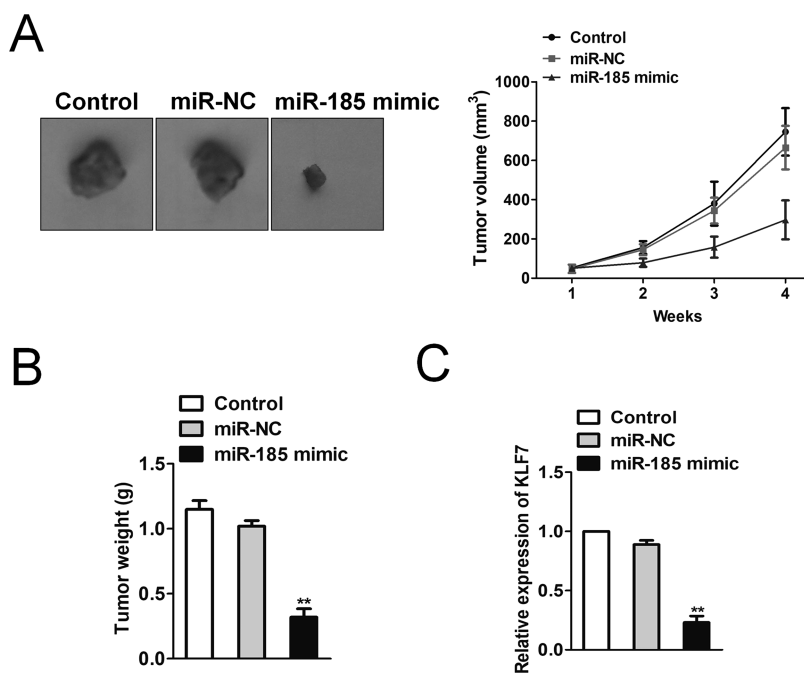 A
Control miR-NC miR-185 mimic
Control
miR-NC
miR-185 mimic
Tumor volume (mm³)
1000
800
600
400
200
0
1 2 3 4
Weeks
B
Control
miR-NC
miR-185 mimic
Tumor weight (g)
1.5
1.0
0.5
0.0
**
C
Control
miR-NC
miR-185 mimic
Relative expression of KLF7
1.5
1.0
0.5
0.0
**